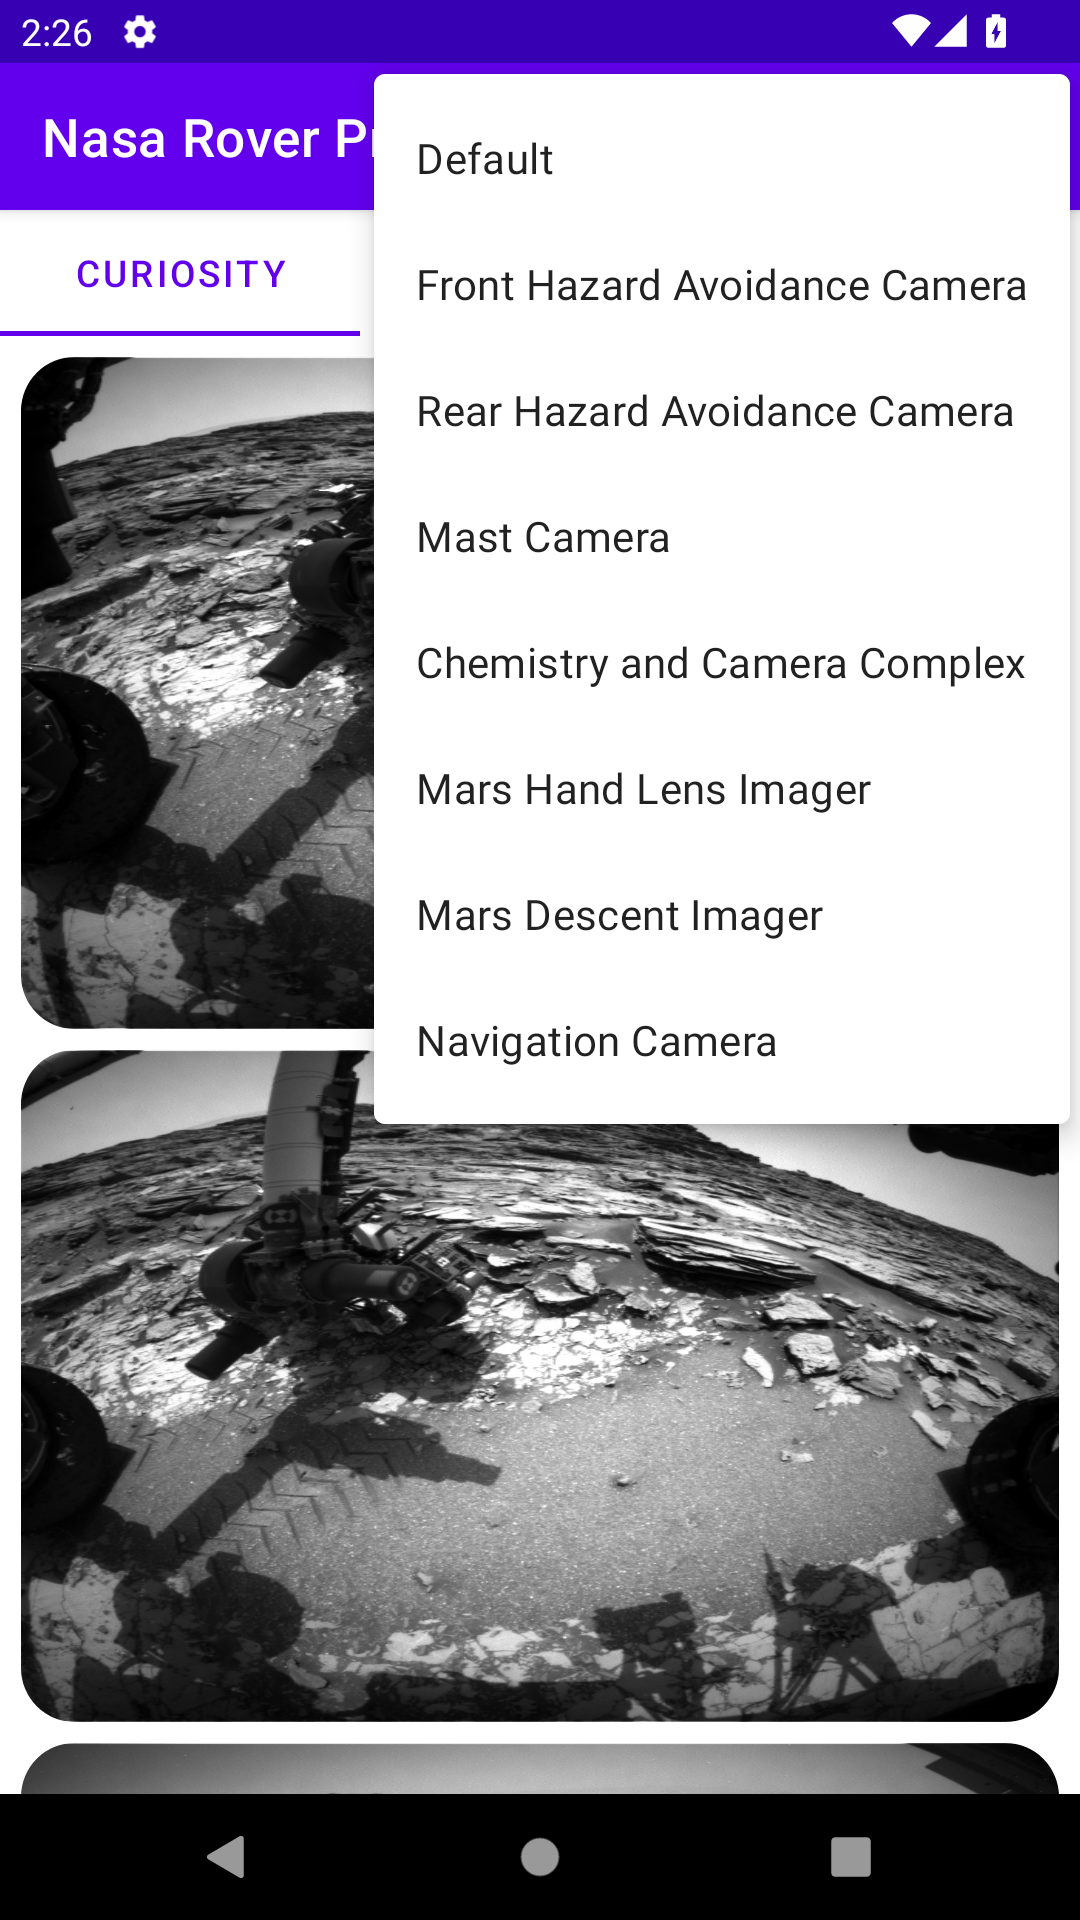 2:26
Nasa Rover P
Default
Front Hazard Avoidance Camera
Rear Hazard Avoidance Camera
Mast Camera
Chemistry and Camera Complex
Mars Hand Lens Imager
Mars Descent Imager
Navigation Camera
CURIOSITY